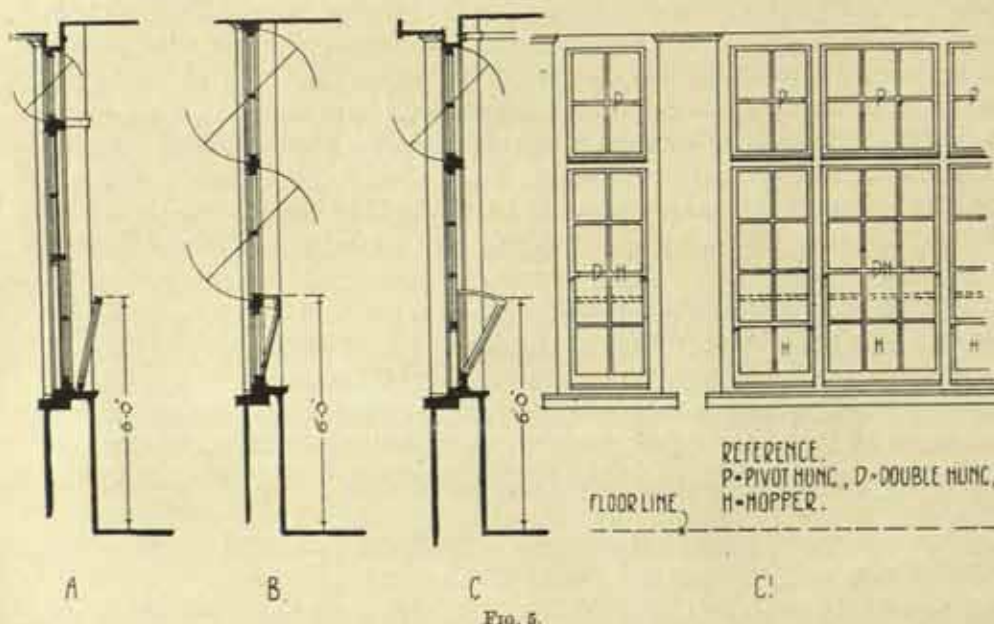 P
P
P
P
D H
DH
H
H
H
6'·0"
6'·0"
6'·0"
REFERENCE.
P=PIVOT HUNG, D=DOUBLE HUNG,
H=HOPPER.
FLOOR LINE
A
B.
C
C!
FIG. 5.